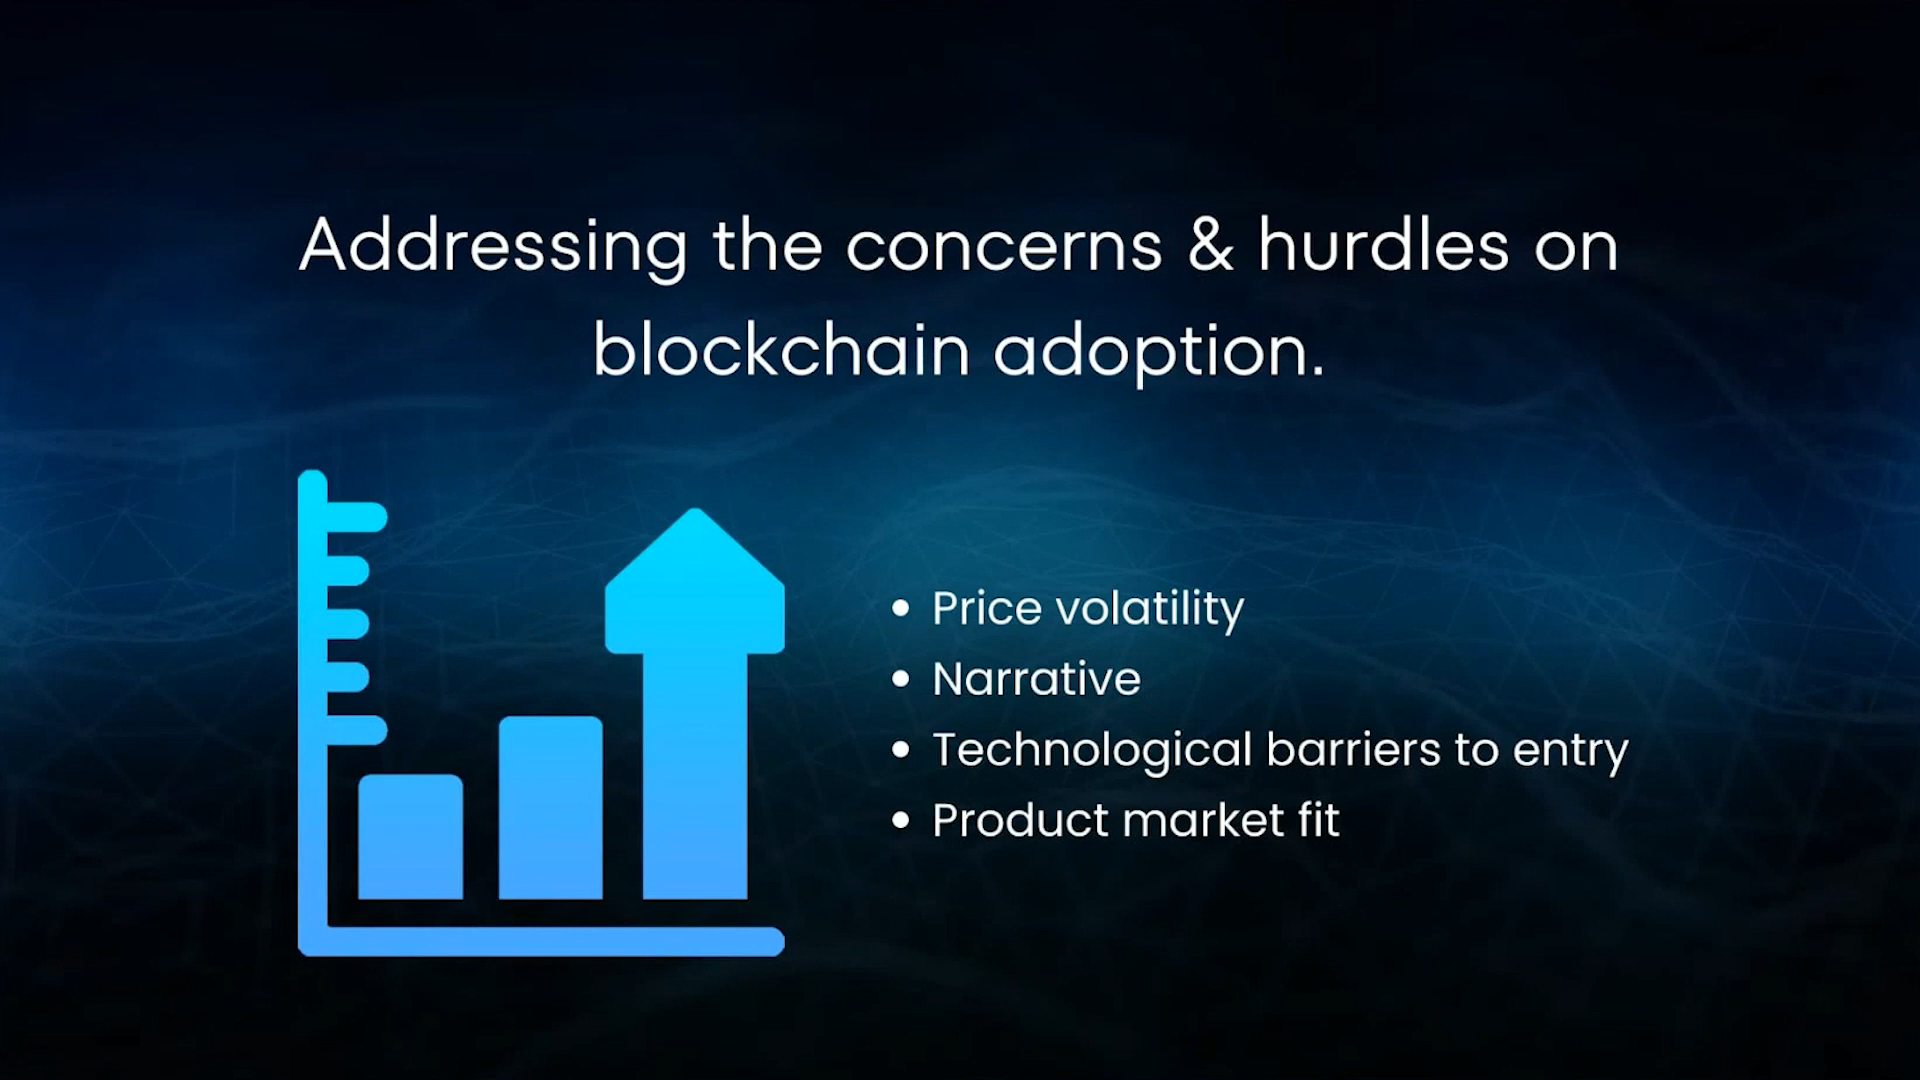 Addressing the concerns & hurdles on
blockchain adoption.
• Price volatility
• Narrative
• Technological barriers to entry
• Product market fit